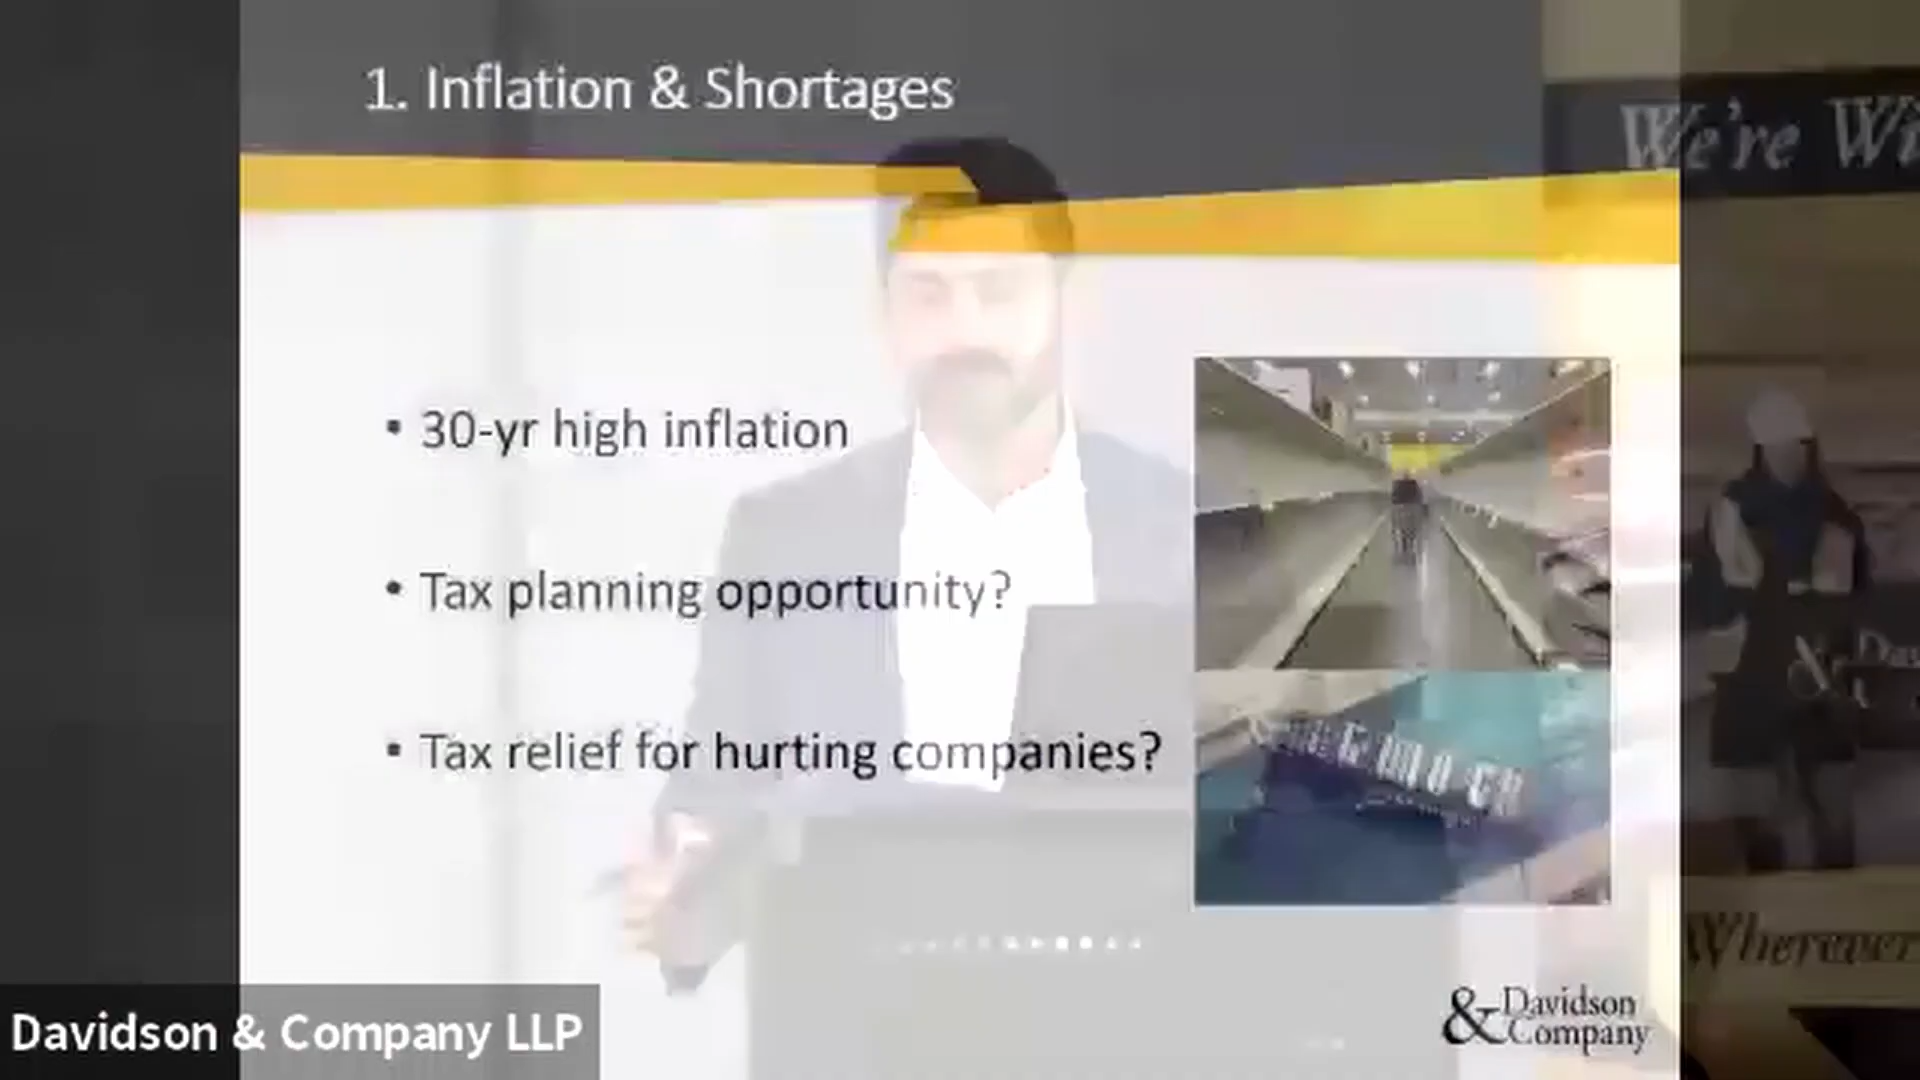 1. Inflation & Shortages
We're Wi
• 30-yr high inflation
• Tax planning opportunity?
• Tax relief for hurting companies?
&
Wherever
& Davidson
Company
Davidson & Company LLP